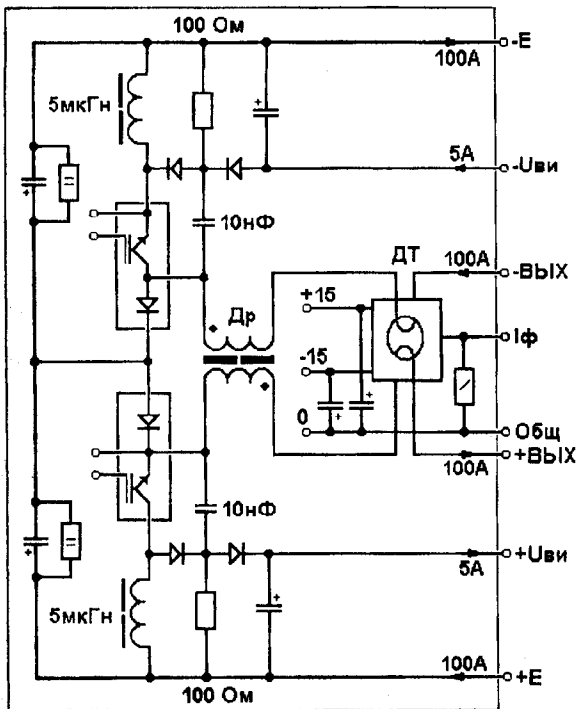 100 Ом
-E
100A
5мкГн
5A
-Uви
10нФ
ДТ
100A
-ВЫХ
+15
Др
Iф
-15
0
Общ
+ВЫХ
100A
10нФ
+Uви
5A
5мкГн
100A
+E
100 Ом